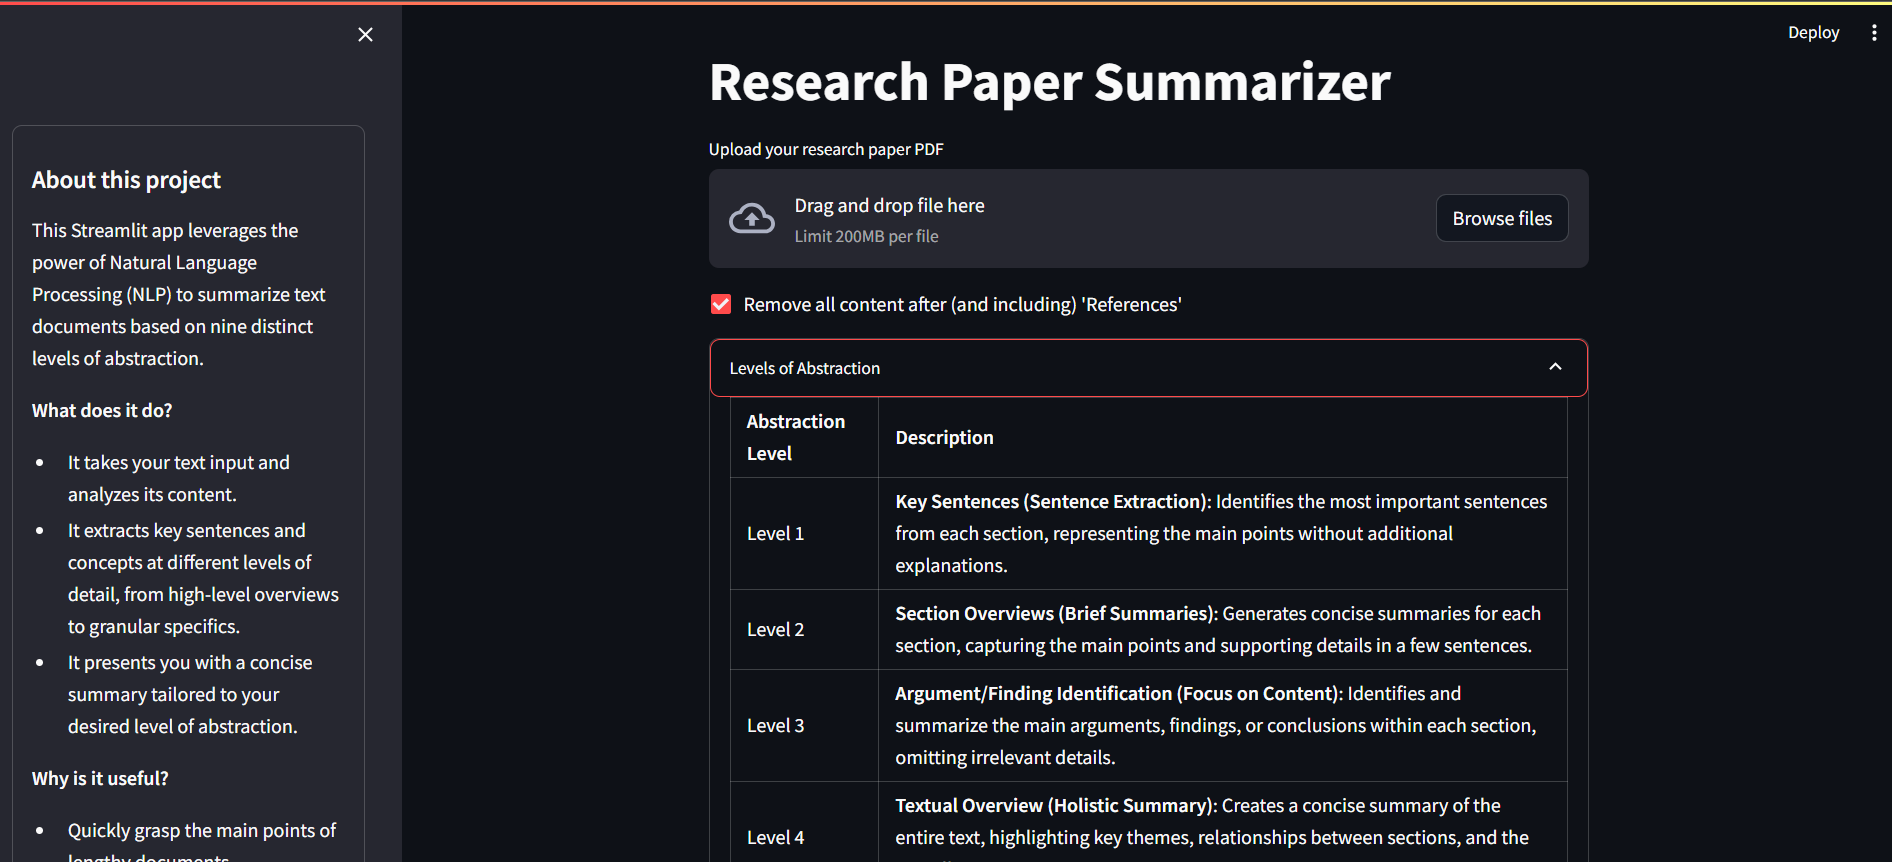 About this project
This Streamlit app leverages the
power of Natural Language
Processing (NLP) to summarize text
documents based on nine distinct
levels of abstraction.
What does it do?
It takes your text input and
analyzes its content.
It extracts key sentences and
concepts at different levels of
detail, from high-level overviews
to granular specifics.
It presents you with a concise
summary tailored to your
desired level of abstraction.
Why is it useful?
Quickly grasp the main points of
lengthy documents.
Deploy
Research Paper Summarizer
Upload your research paper PDF
Drag and drop file here
Limit 200MB per file
Browse files
Remove all content after (and including) 'References'
Levels of Abstraction
Abstraction
Level
Description
Level 1
Key Sentences (Sentence Extraction): Identifies the most important sentences
from each section, representing the main points without additional
explanations.
Level 2
Section Overviews (Brief Summaries): Generates concise summaries for each
section, capturing the main points and supporting details in a few sentences.
Level 3
Argument/Finding Identification (Focus on Content): Identifies and
summarize the main arguments, findings, or conclusions within each section,
omitting irrelevant details.
Level 4
Textual Overview (Holistic Summary): Creates a concise summary of the
entire text, highlighting key themes, relationships between sections, and the